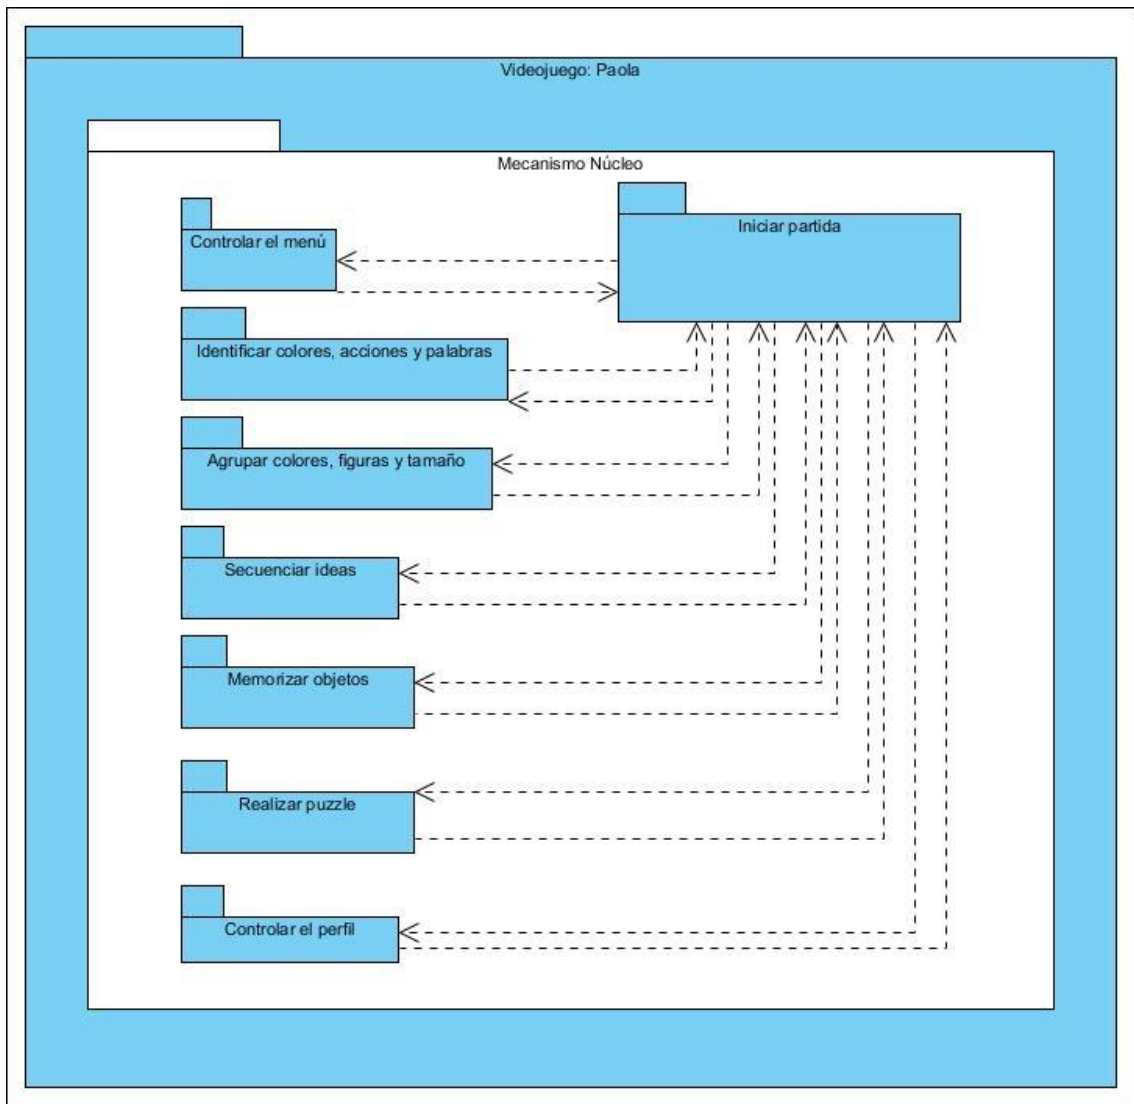 Videojuego: Paola
Mecanismo Núcleo
Controlar el menú
Iniciar partida
Identificar colores, acciones y palabras
Agrupar colores, figuras y tamaño
Secuenciar ideas
Memorizar objetos
Realizar puzzle
Controlar el perfil